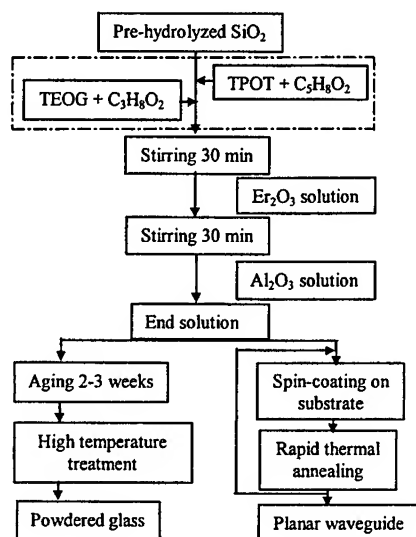 Pre-hydrolyzed SiO₂
TPOT + C₅H₈O₂
TEOG + C₃H₈O₂
Stirring 30 min
Er₂O₃ solution
Stirring 30 min
Al₂O₃ solution
End solution
Aging 2-3 weeks
High temperature
treatment
Powdered glass
Spin-coating on
substrate
Rapid thermal
annealing
Planar waveguide